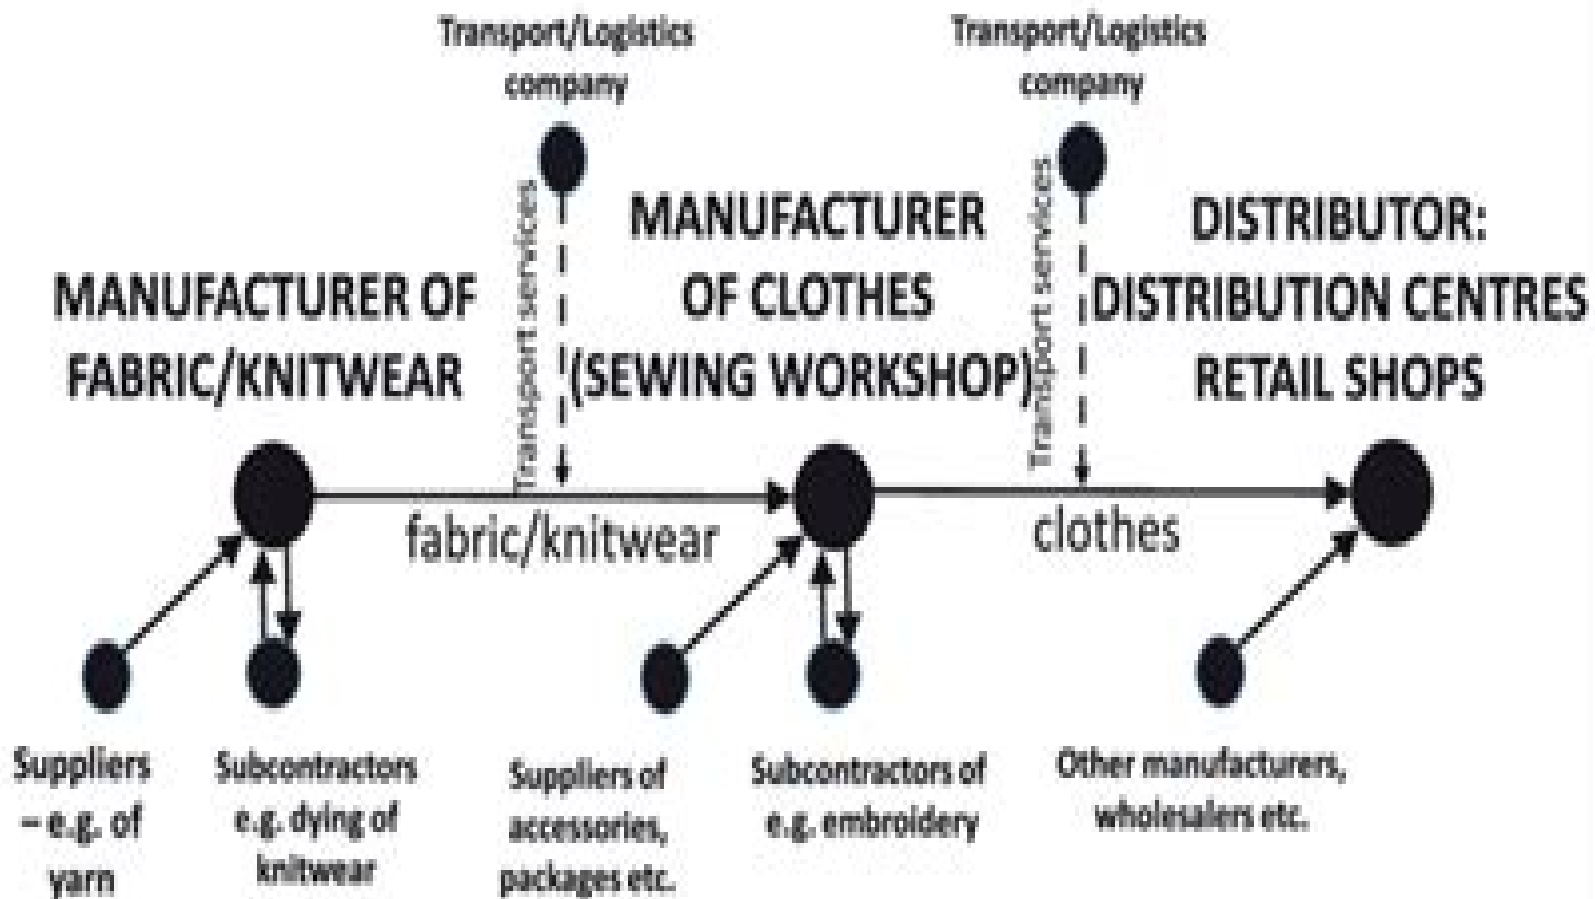 Transport/Logistics
company
Transport/Logistics
company
Transport services
Transport services
MANUFACTURER OF
FABRIC/KNITWEAR
MANUFACTURER
OF CLOTHES
(SEWING WORKSHOP)
DISTRIBUTOR:
DISTRIBUTION CENTRES
RETAIL SHOPS
fabric/knitwear
clothes
Suppliers
– e.g. of
yarn
Subcontractors
e.g. dying of
knitwear
Suppliers of
accessories,
packages etc.
Subcontractors of
e.g. embroidery
Other manufacturers,
wholesalers etc.